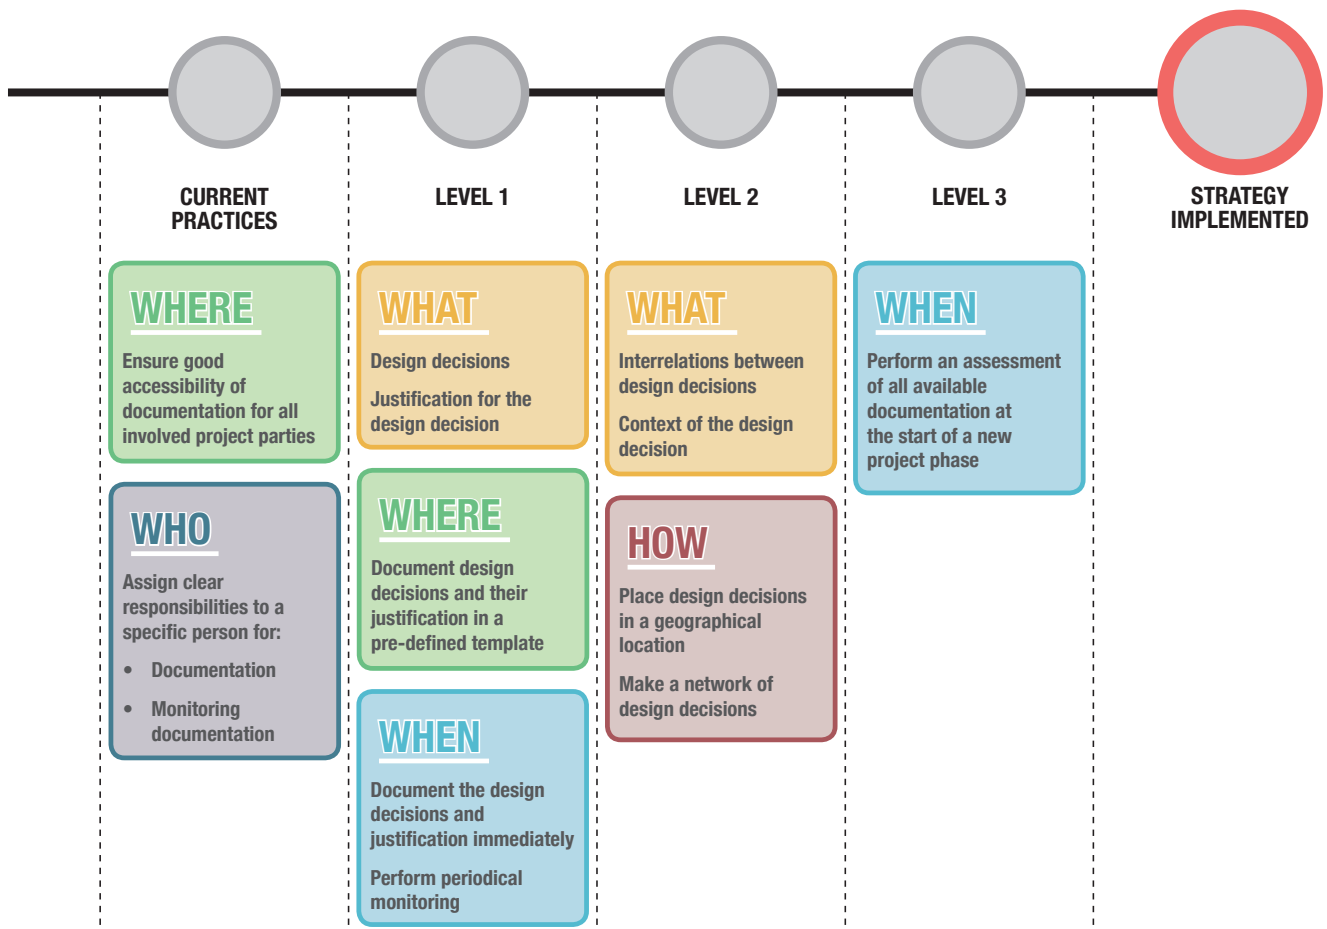 CURRENT
PRACTICES
LEVEL 1
LEVEL 2
LEVEL 3
STRATEGY
IMPLEMENTED
WHERE
Ensure good
accessibility of
documentation for all
involved project parties
WHO
Assign clear
responsibilities to a
specific person for:
• Documentation
• Monitoring
documentation
WHAT
Design decisions
Justification for the
design decision
WHERE
Document design
decisions and their
justification in a
pre-defined template
WHEN
Document the design
decisions and
justification immediately
Perform periodical
monitoring
WHAT
Interrelations between
design decisions
Context of the design
decision
HOW
Place design decisions
in a geographical
location
Make a network of
design decisions
WHEN
Perform an assessment
of all available
documentation at
the start of a new
project phase